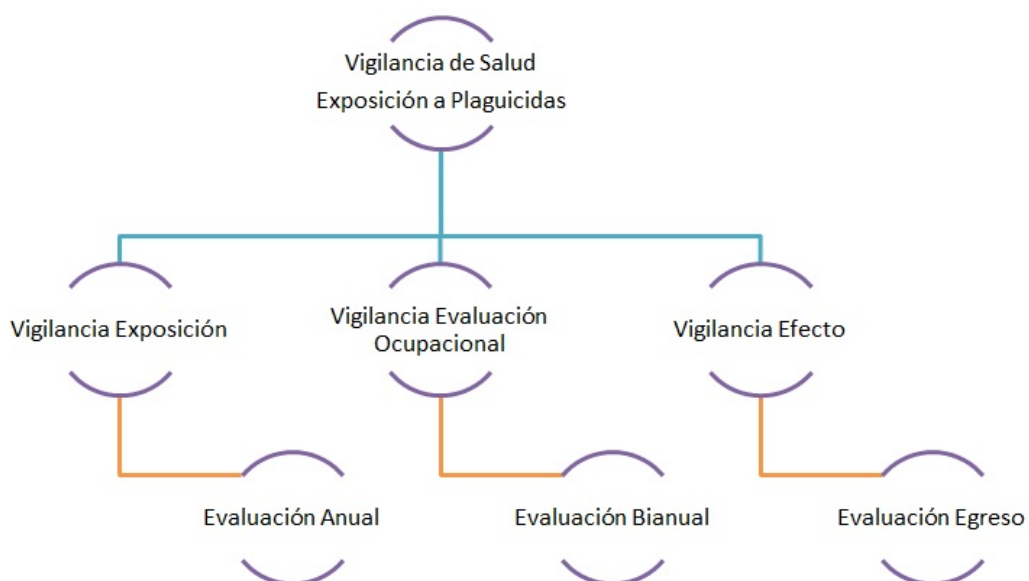 Vigilancia de Salud
Exposición a Plaguicidas
Vigilancia Exposición
Vigilancia Evaluación
Ocupacional
Vigilancia Efecto
Evaluación Anual
Evaluación Bianual
Evaluación Egreso